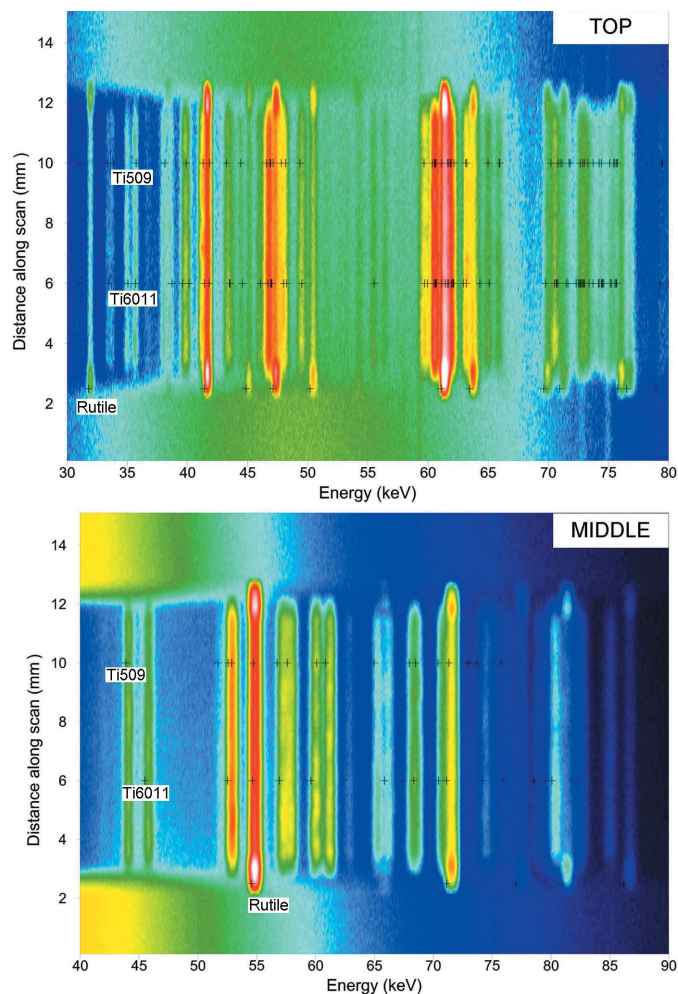 TOP
14
12
10
8
6
4
2
Distance along scan (mm)
Ti509
Ti6011
Rutile
30 35 40 45 50 55 60 65 70 75 80
Energy (keV)
MIDDLE
14
12
10
8
6
4
2
Distance along scan (mm)
Ti509
Ti6011
Rutile
40 45 50 55 60 65 70 75 80 85 90
Energy (keV)